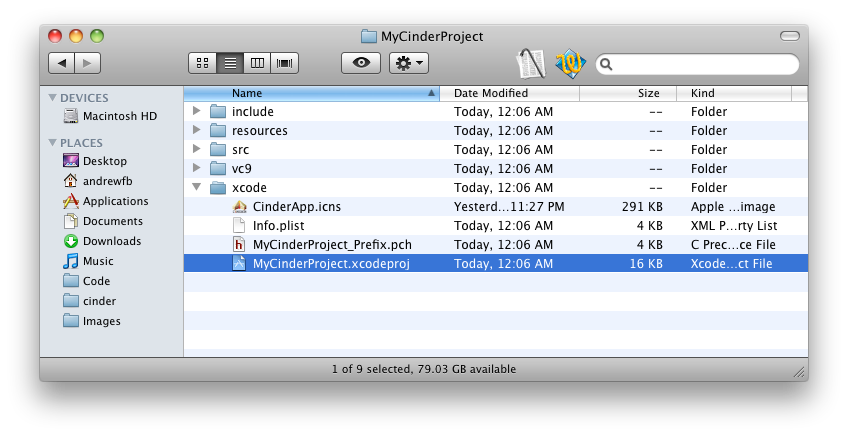 MyCinderProject
Name Date Modified Size Kind
DEVICES
Macintosh HD
PLACES
Desktop
andrewfb
Applications
Documents
Downloads
Music
Code
cinder
Images
include Today, 12:06 AM -- Folder
resources Today, 12:06 AM -- Folder
src Today, 12:06 AM -- Folder
vc9 Today, 12:06 AM -- Folder
xcode Today, 12:06 AM -- Folder
CinderApp.icns Yesterd...11:27 PM 291 KB Apple ...image
Info.plist Today, 12:06 AM 4 KB XML P...rty List
h MyCinderProject_Prefix.pch Today, 12:06 AM 4 KB C Prec...ce File
MyCinderProject.xcodeproj Today, 12:06 AM 16 KB Xcode...ct File
1 of 9 selected, 79.03 GB available